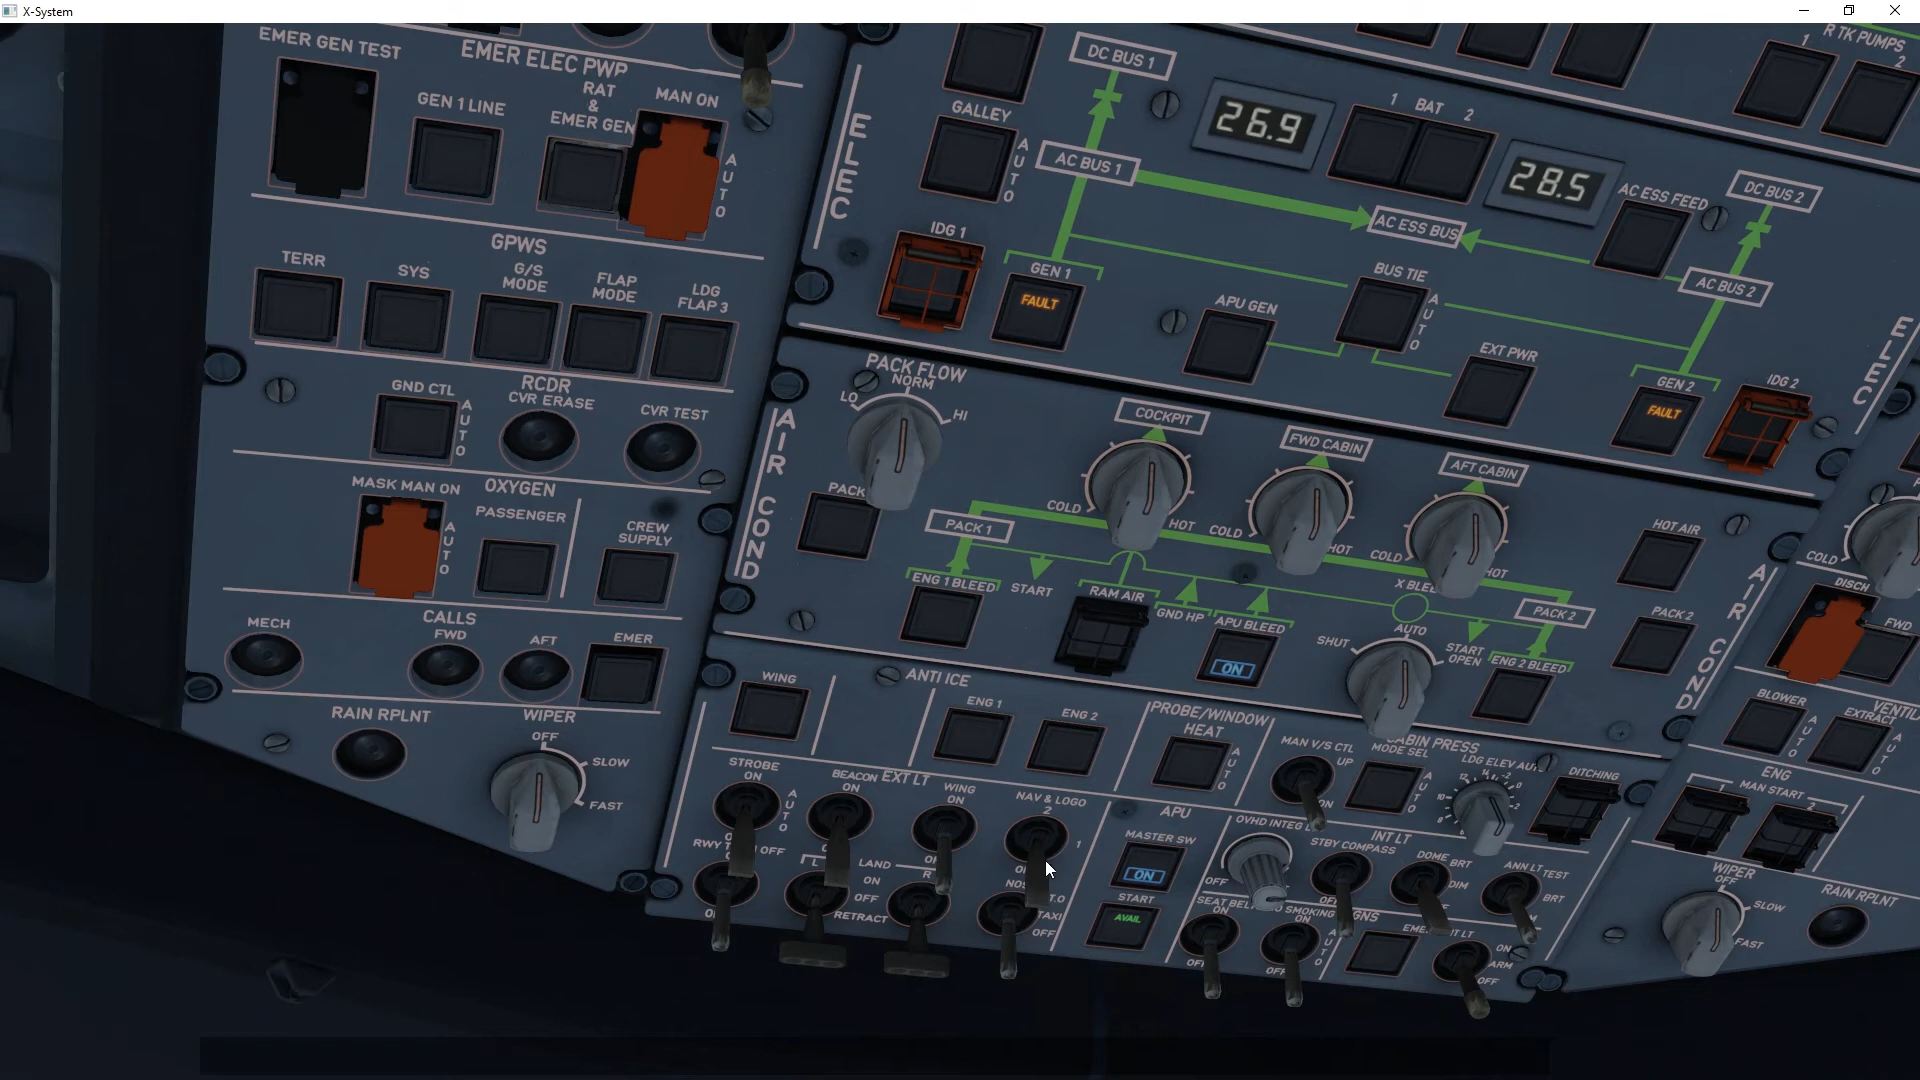 X-System
EMER GEN TEST
EMER ELEC PWP
GEN 1 LINE
RAT
&
EMER GEN
MAN ON
AUTO
GPWS
TERR
SYS
G/S
MODE
FLAP
MODE
LDG
FLAP 3
RCDR
GND CTL
AUTO
CVR ERASE
CVR TEST
OXYGEN
MASK MAN ON
AUTO
PASSENGER
CREW
SUPPLY
CALLS
MECH
FWD
AFT
EMER
RAIN RPLNT
WIPER
OFF
SLOW
FAST
ELEC
DC BUS 1
GALLEY
AUTO
AC BUS 1
26.9
1 BAT 2
28.5
AC ESS FEED
DC BUS 2
AC ESS BUS
AC BUS 2
IDG 1
GEN 1
FAULT
APU GEN
BUS TIE
AUTO
EXT PWR
GEN 2
FAULT
IDG 2
ELEC
R TK PUMPS
1
2
AIR COND
PACK FLOW
NORM
LO
HI
COCKPIT
FWD CABIN
AFT CABIN
PACK
PACK 1
COLD
HOT
COLD
HOT
COLD
HOT
HOT AIR
ENG 1 BLEED
START
RAM AIR
GND HP
APU BLEED
ON
X BLEE
AUTO
SHUT
START
OPEN
PACK 2
ENG 2 BLEED
PACK 2
AIR COND
ANTI ICE
WING
ENG 1
ENG 2
PROBE/WINDOW
HEAT
AUTO
CABIN PRESS
MAN V/S CTL
UP
MODE SEL
AUTO
LDG ELEV AUTO
DITCHING
EXT LT
STROBE
ON
AUTO
BEACON
ON
WING
ON
NAV & LOGO
2
1
OFF
LAND
ON
OFF
RETRACT
TAXI
OFF
APU
MASTER SW
ON
START
AVAIL
OVHD INTEG L
OFF
INT LT
STBY COMPASS
DOME
BRT
DIM
ANN LT
TEST
BRT
ON
ON
AUTO
OFF
ON
ARM
OFF
COLD
DISCH
FWD
BLOWER
AUTO
EXTRACT
AUTO
ENG
MAN START
1
2
WIPER
OFF
SLOW
FAST
RAIN RPLNT